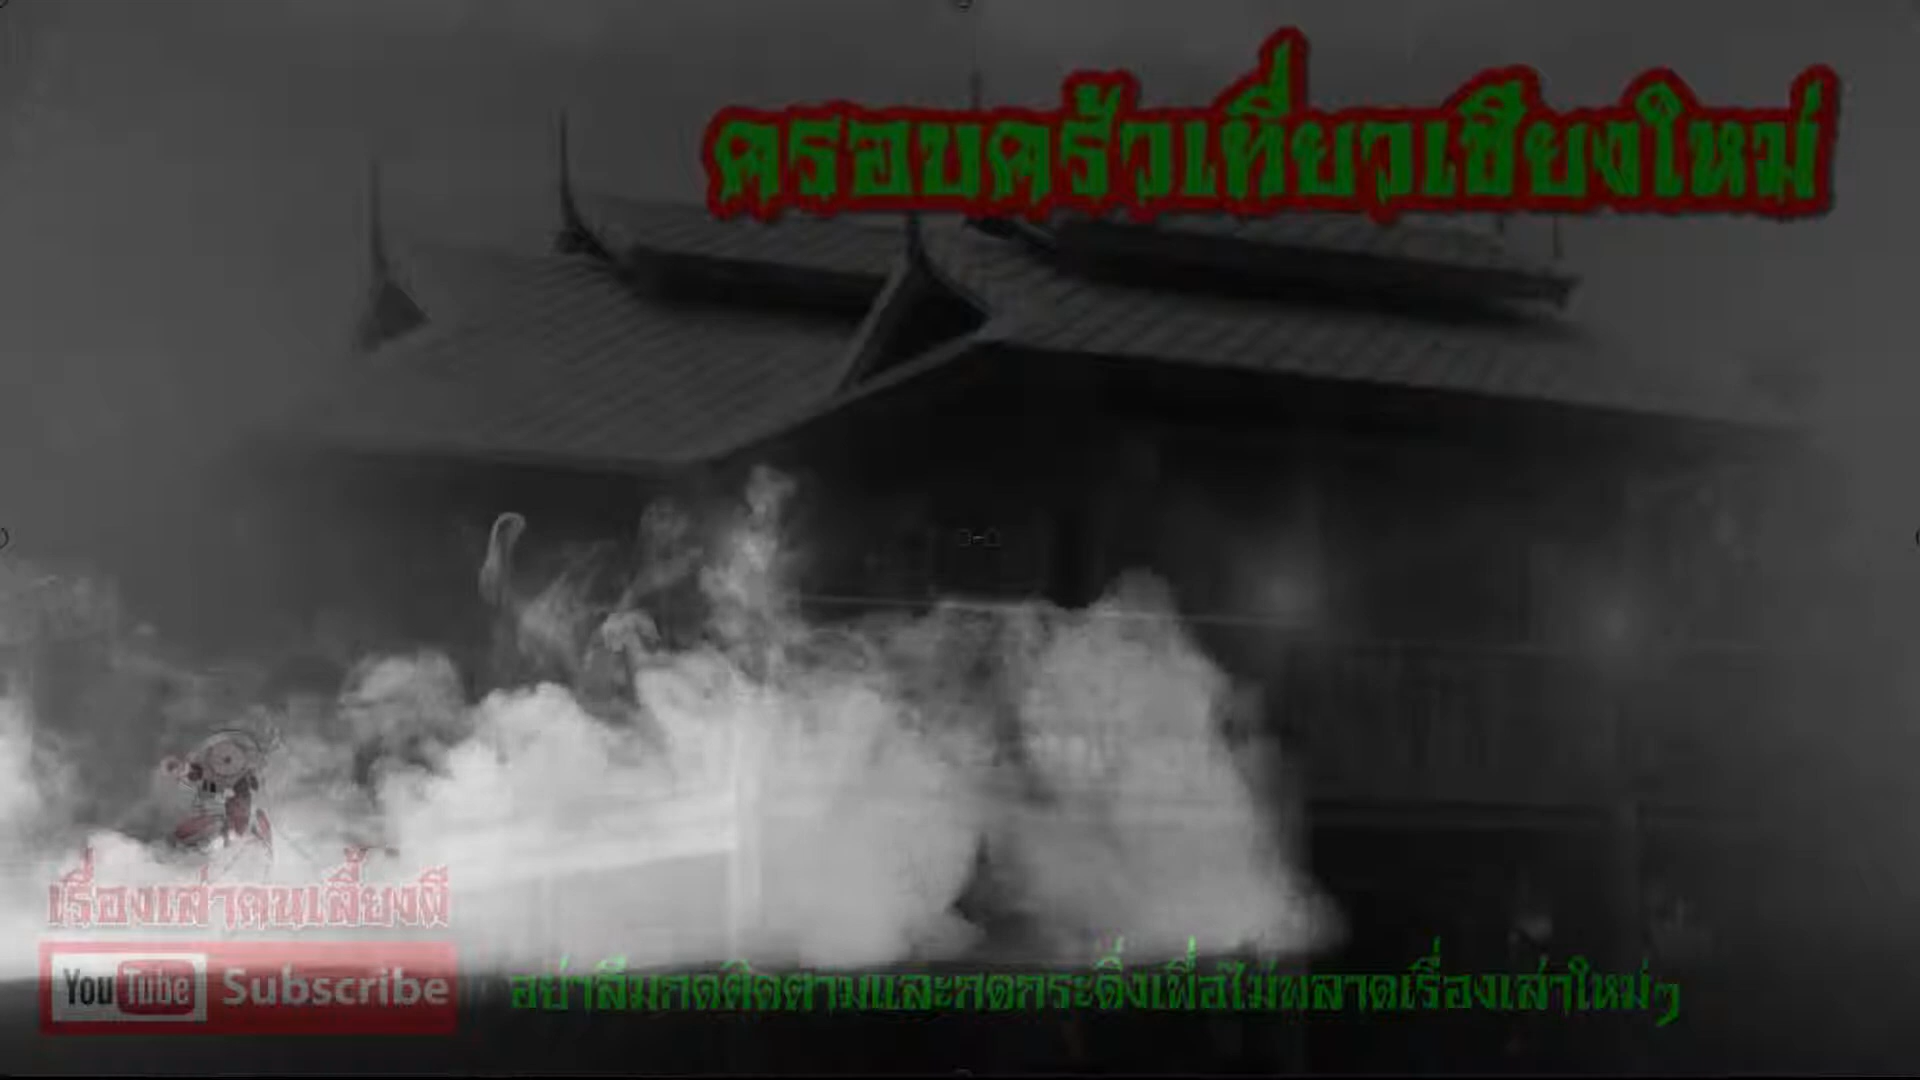 ครอบครัวเที่ยวเชียงใหม่
เรื่องเล่าคนเลี้ยงผี
YouTube Subscribe
อย่าลืมกดติดตามและกดกระดิ่งเพื่อไม่พลาดเรื่องเล่าใหม่ๆ